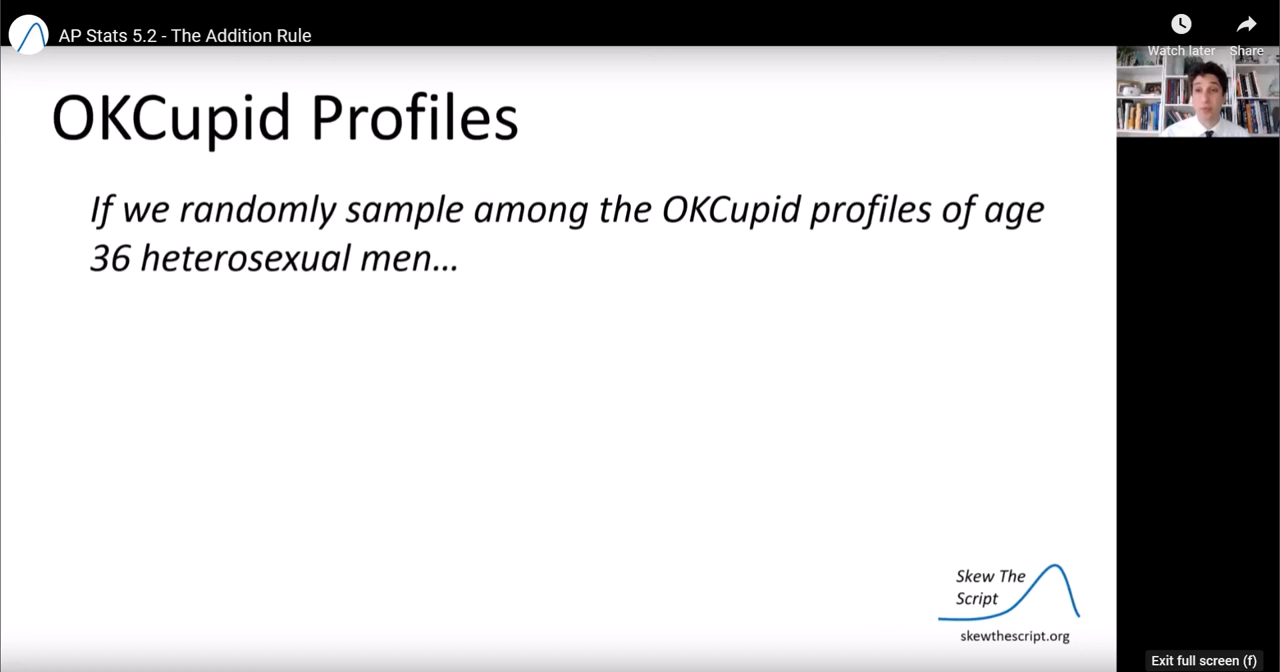 AP Stats 5.2 - The Addition Rule
Watch later
Share
OKCupid Profiles
If we randomly sample among the OKCupid profiles of age
36 heterosexual men...
Skew The
Script
skewthescript.org
Exit full screen (f)